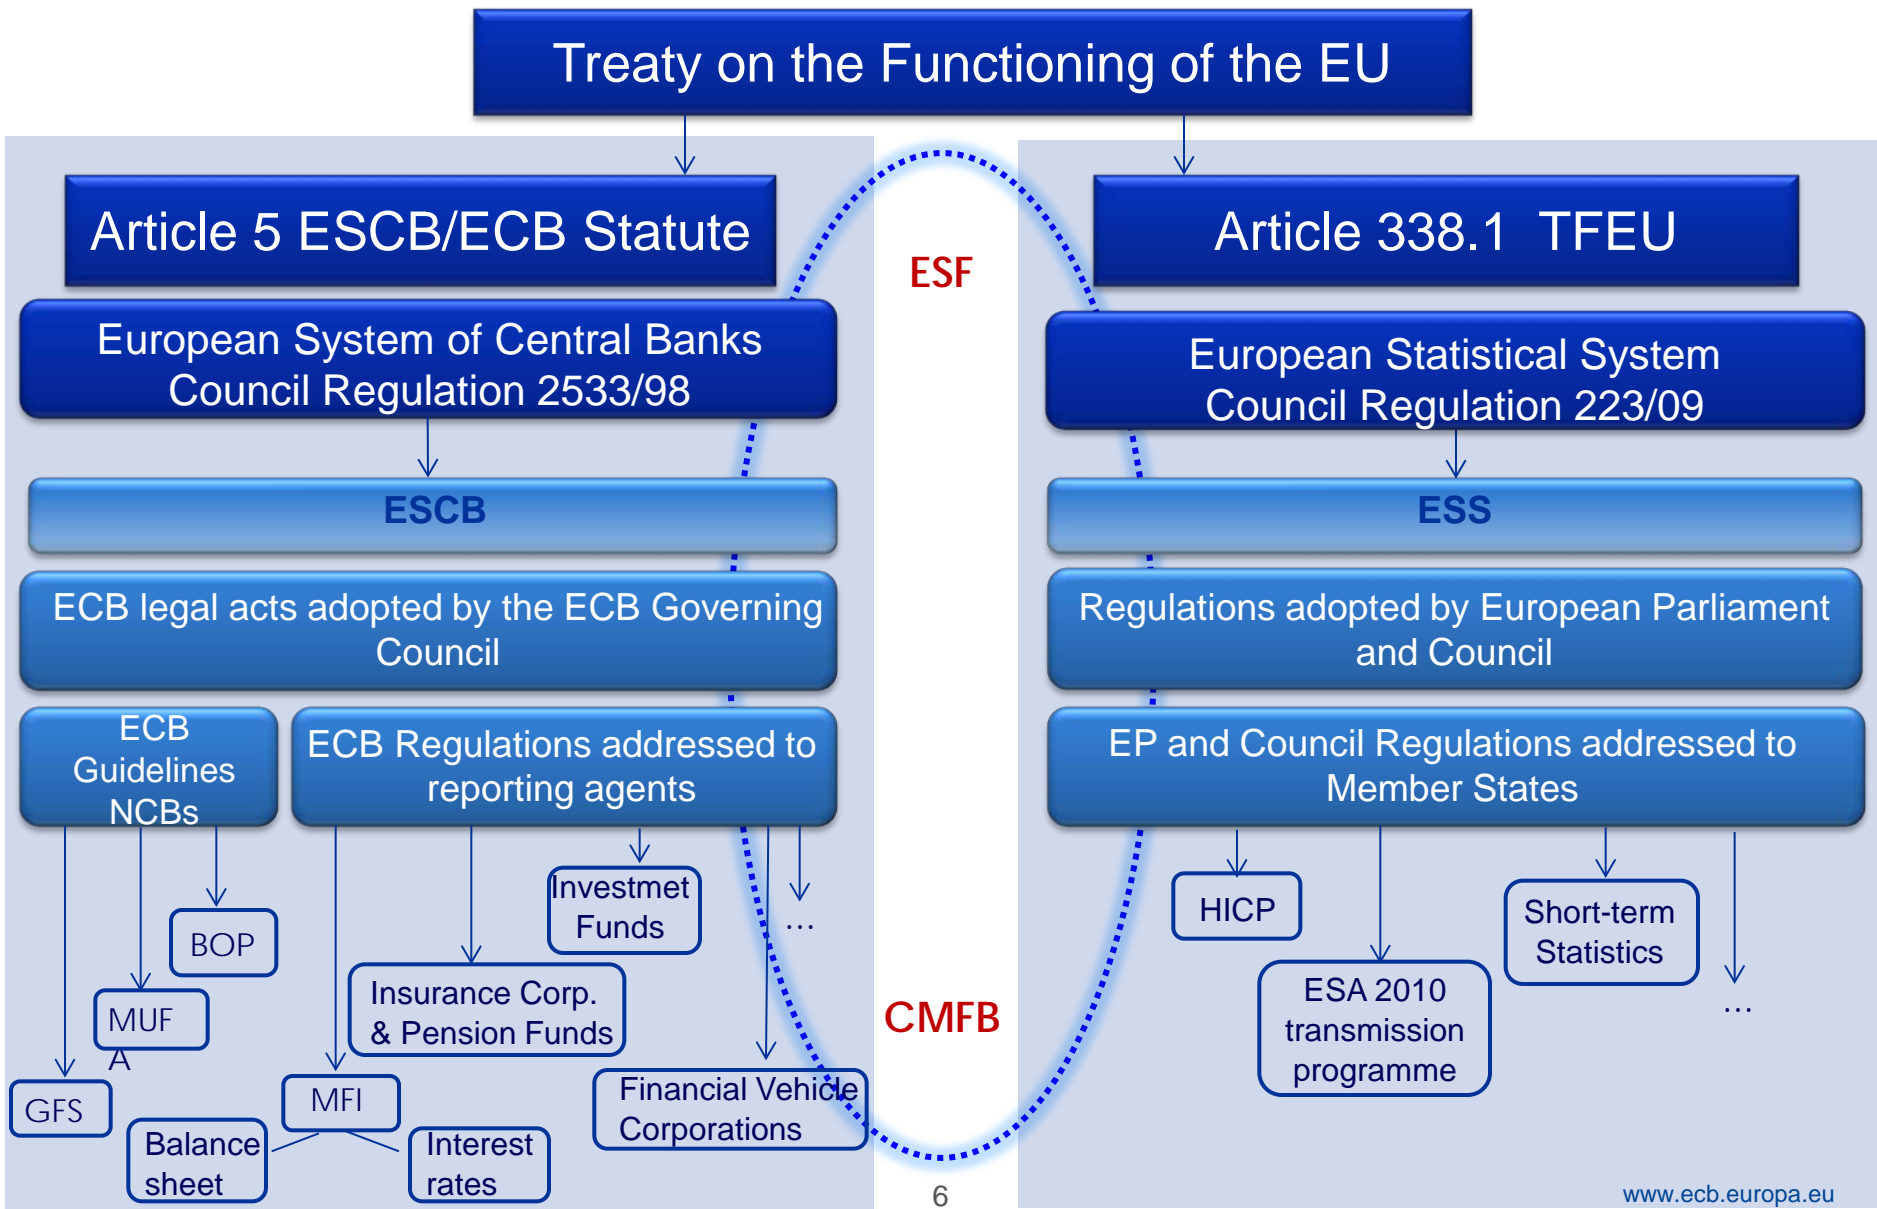 Treaty on the Functioning of the EU
Article 5 ESCB/ECB Statute
European System of Central Banks
Council Regulation 2533/98
ESCB
ECB legal acts adopted by the ECB Governing
Council
ECB
Guidelines
NCBs
ECB Regulations addressed to
reporting agents
Investmet
Funds
...
BOP
Insurance Corp.
& Pension Funds
MUF
A
GFS
MFI
Financial Vehicle
Corporations
Balance
sheet
Interest
rates
ESF
CMFB
Article 338.1 TFEU
European Statistical System
Council Regulation 223/09
ESS
Regulations adopted by European Parliament
and Council
EP and Council Regulations addressed to
Member States
HICP
Short-term
Statistics
ESA 2010
transmission
programme
...
6
www.ecb.europa.eu